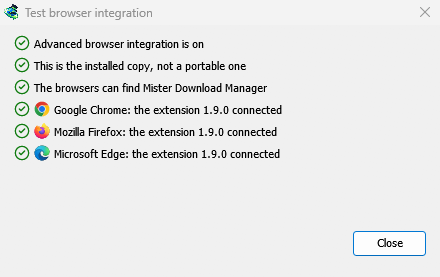 Test browser integration
Advanced browser integration is on
This is the installed copy, not a portable one
The browsers can find Mister Download Manager
Google Chrome: the extension 1.9.0 connected
Mozilla Firefox: the extension 1.9.0 connected
Microsoft Edge: the extension 1.9.0 connected
Close